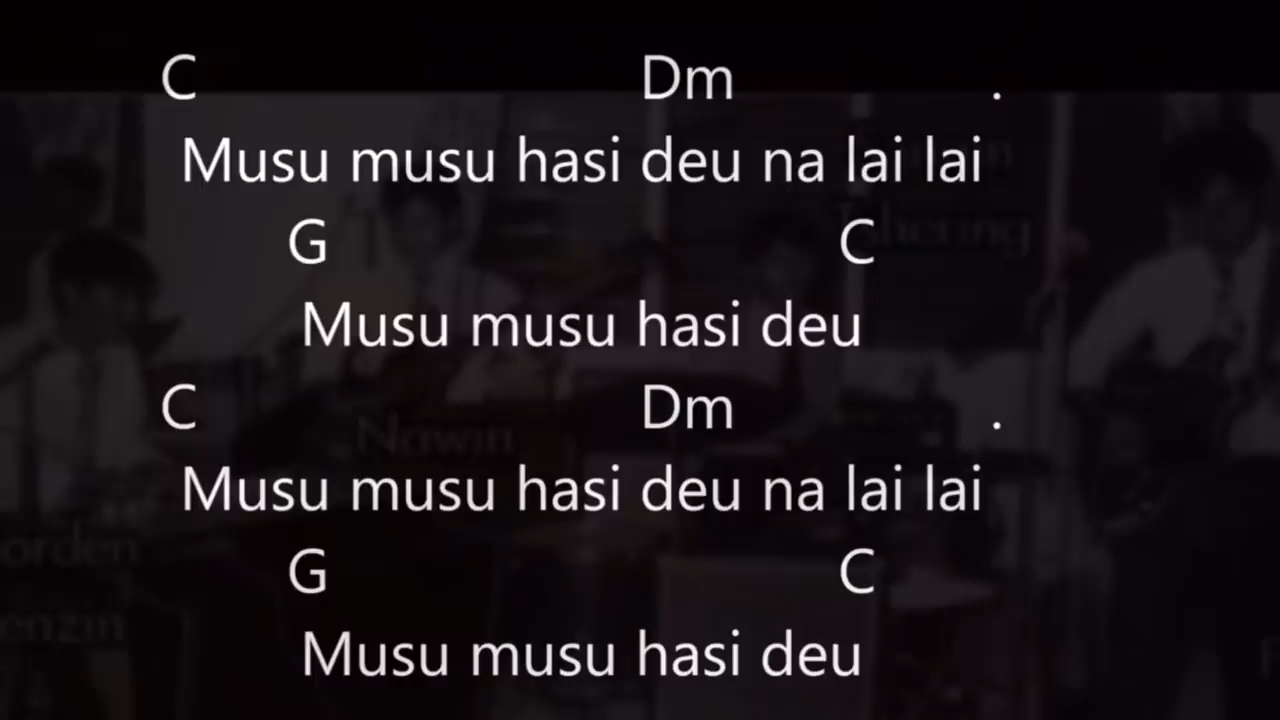 C Dm .
Musu musu hasi deu na lai lai
G C
Musu musu hasi deu
C Dm .
Musu musu hasi deu na lai lai
G C
Musu musu hasi deu
Nawin